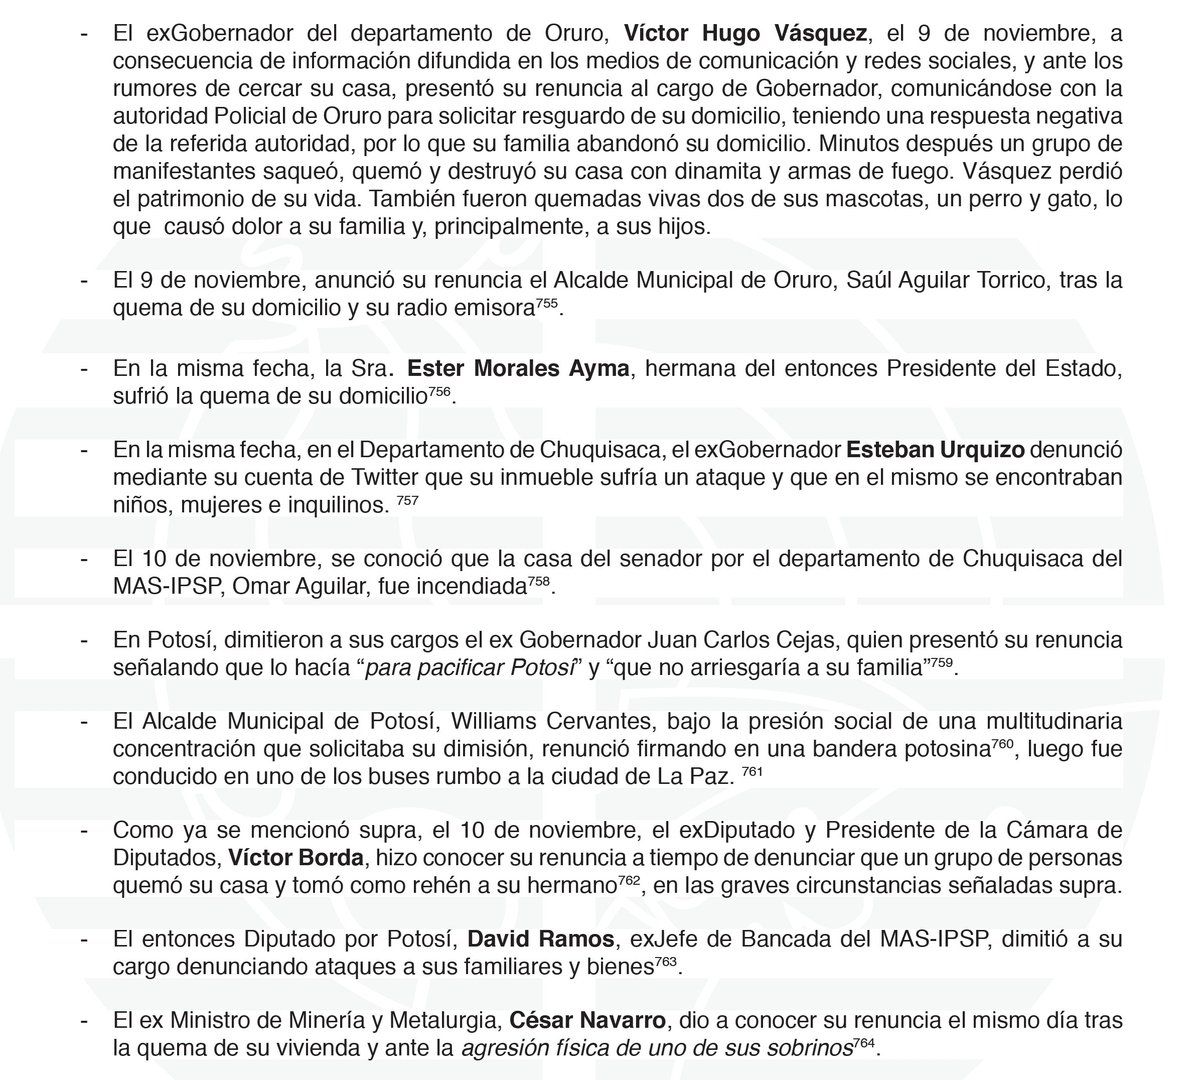 - El exGobernador del departamento de Oruro, Víctor Hugo Vásquez, el 9 de noviembre, a
consecuencia de información difundida en los medios de comunicación y redes sociales, y ante los
rumores de cercar su casa, presentó su renuncia al cargo de Gobernador, comunicándose con la
autoridad Policial de Oruro para solicitar resguardo de su domicilio, teniendo una respuesta negativa
de la referida autoridad, por lo que su familia abandonó su domicilio. Minutos después un grupo de
manifestantes saqueó, quemó y destruyó su casa con dinamita y armas de fuego. Vásquez perdió
el patrimonio de su vida. También fueron quemadas vivas dos de sus mascotas, un perro y gato, lo
que causó dolor a su familia y, principalmente, a sus hijos.
- El 9 de noviembre, anunció su renuncia el Alcalde Municipal de Oruro, Saúl Aguilar Torrico, tras la
quema de su domicilio y su radio emisora755.
- En la misma fecha, la Sra. Ester Morales Ayma, hermana del entonces Presidente del Estado,
sufrió la quema de su domicilio756.
- En la misma fecha, en el Departamento de Chuquisaca, el exGobernador Esteban Urquizo denunció
mediante su cuenta de Twitter que su inmueble sufría un ataque y que en el mismo se encontraban
niños, mujeres e inquilinos. 757
- El 10 de noviembre, se conoció que la casa del senador por el departamento de Chuquisaca del
MAS-IPSP, Omar Aguilar, fue incendiada758.
- En Potosí, dimitieron a sus cargos el ex Gobernador Juan Carlos Cejas, quien presentó su renuncia
señalando que lo hacía “para pacificar Potosí” y “que no arriesgaría a su familia”759.
- El Alcalde Municipal de Potosí, Williams Cervantes, bajo la presión social de una multitudinaria
concentración que solicitaba su dimisión, renunció firmando en una bandera potosina760, luego fue
conducido en uno de los buses rumbo a la ciudad de La Paz. 761
- Como ya se mencionó supra, el 10 de noviembre, el exDiputado y Presidente de la Cámara de
Diputados, Víctor Borda, hizo conocer su renuncia a tiempo de denunciar que un grupo de personas
quemó su casa y tomó como rehén a su hermano762, en las graves circunstancias señaladas supra.
- El entonces Diputado por Potosí, David Ramos, exJefe de Bancada del MAS-IPSP, dimitió a su
cargo denunciando ataques a sus familiares y bienes763.
- El ex Ministro de Minería y Metalurgia, César Navarro, dio a conocer su renuncia el mismo día tras
la quema de su vivienda y ante la agresión física de uno de sus sobrinos764.